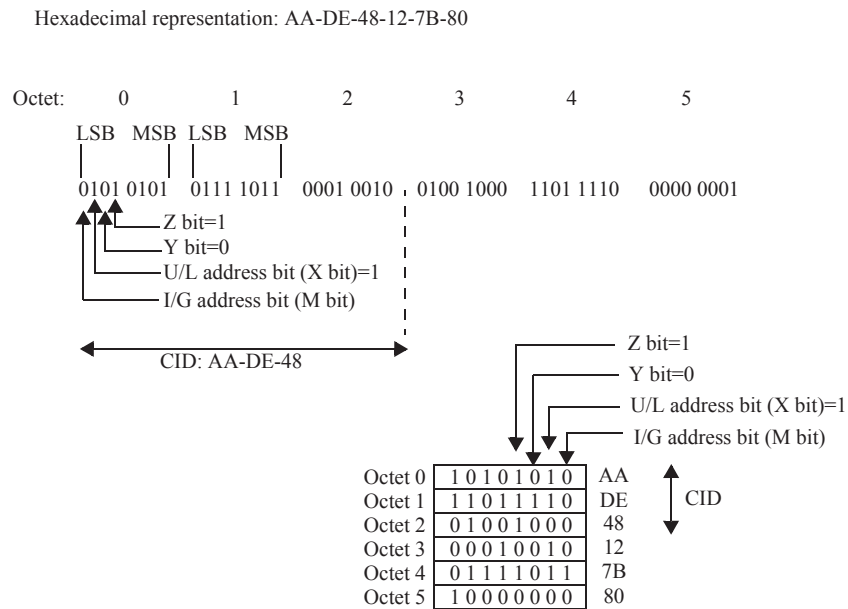 Hexadecimal representation: AA-DE-48-12-7B-80
Octet: 0 1 2 3 4 5
LSB MSB LSB MSB
0101 0101 0111 1011 0001 0010 0100 1000 1101 1110 0000 0001
Z bit=1
Y bit=0
U/L address bit (X bit)=1
I/G address bit (M bit)
CID: AA-DE-48
Z bit=1
Y bit=0
U/L address bit (X bit)=1
I/G address bit (M bit)
Octet 0 1 0 1 0 1 0 1 0 AA
Octet 1 1 1 0 1 1 1 1 0 DE
CID
Octet 2 0 1 0 0 1 0 0 0 48
Octet 3 0 0 0 1 0 0 1 0 12
Octet 4 0 1 1 1 1 0 1 1 7B
Octet 5 1 0 0 0 0 0 0 0 80